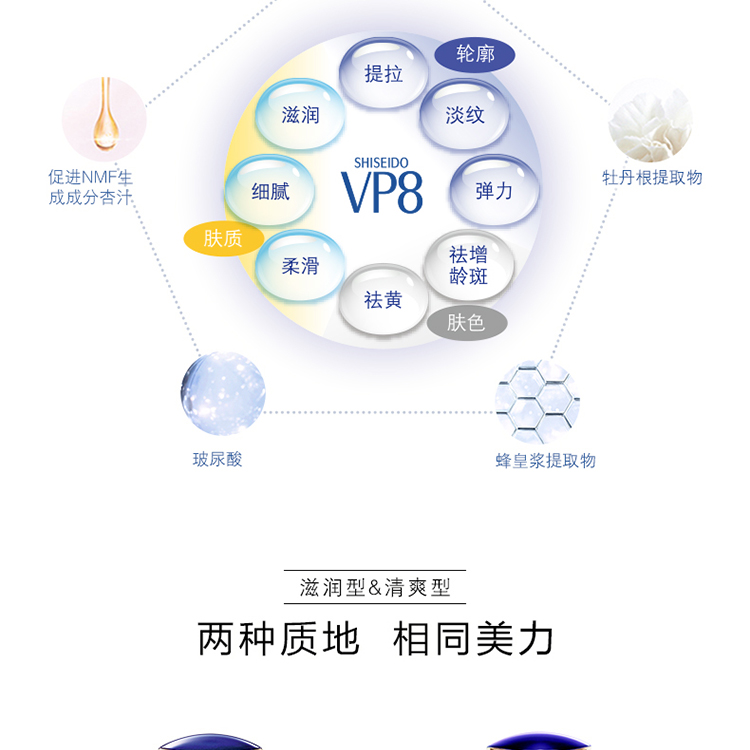 轮廓
提拉
滋润
淡纹
SHISEIDO
VP8
促进NMF生
成成分杏汁
细腻
弹力
牡丹根提取物
肤质
柔滑
祛增
龄斑
祛黄
肤色
玻尿酸
蜂皇浆提取物
滋润型&清爽型
两种质地 相同美力